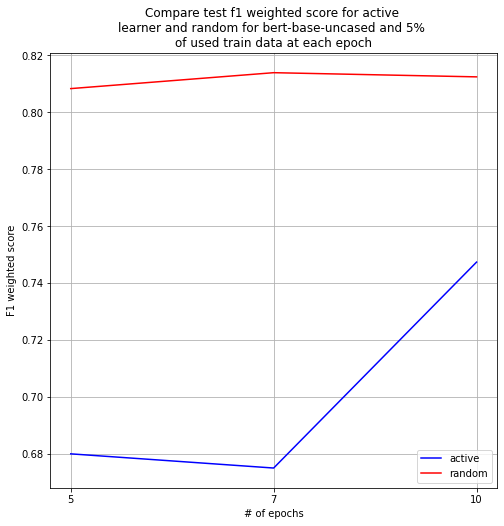 Compare test f1 weighted score for active
learner and random for bert-base-uncased and 5%
of used train data at each epoch
0.82
0.80
0.78
0.76
0.74
0.72
0.70
0.68
F1 weighted score
active
random
5
7
10
# of epochs